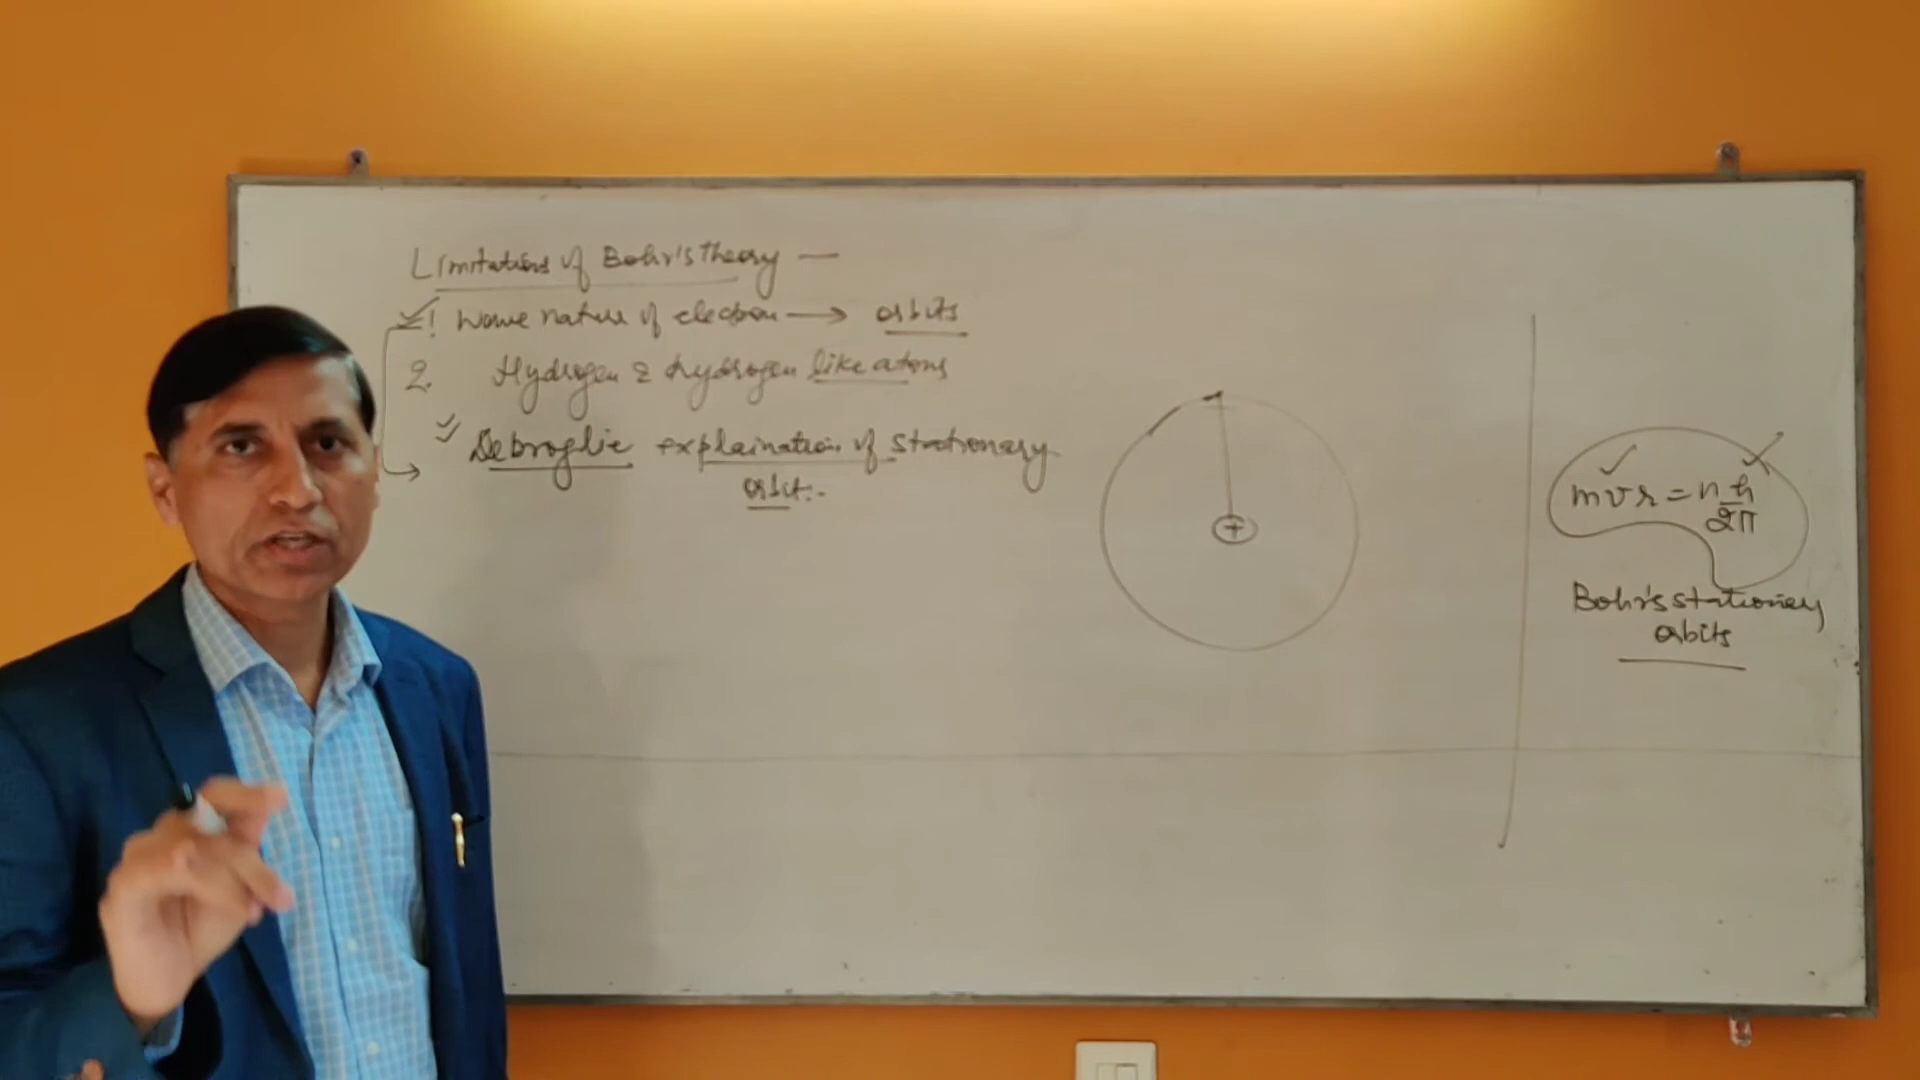 Limitations of Bohr's theory —
1. Wave nature of electron → orbits
2. Hydrogen & hydrogen like atoms
Debroglie explaination of stationary
orbit.
+
mvr = nh/2π
Bohr's stationary
orbits